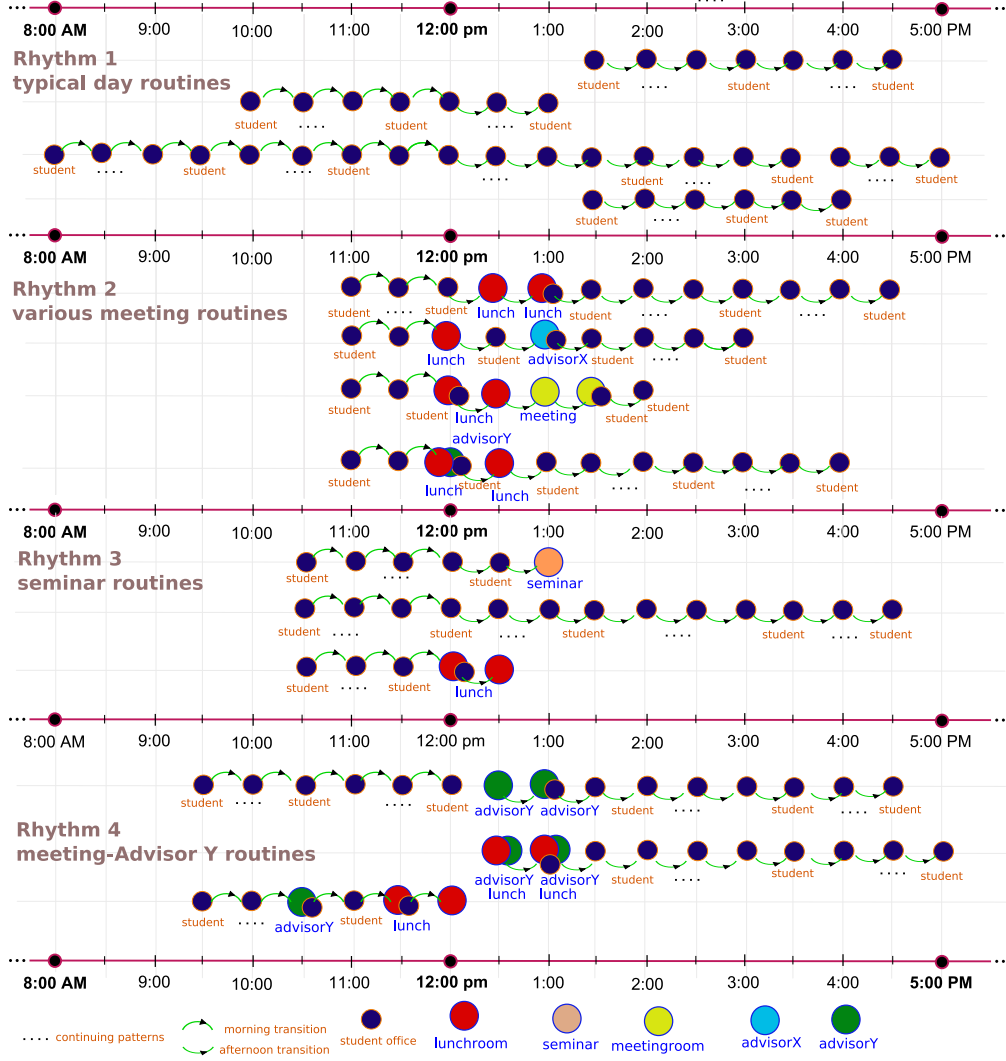 8:00 AM 9:00 10:00 11:00 12:00 pm 1:00 2:00 3:00 4:00 5:00 PM
Rhythm 1
typical day routines
student .... student .... student
student .... student .... student
student .... student .... student .... student .... student .... student
student .... student student
8:00 AM 9:00 10:00 11:00 12:00 pm 1:00 2:00 3:00 4:00 5:00 PM
Rhythm 2
various meeting routines
student .... student lunch lunch student .... student .... student
student student lunch student advisorX student .... student
student student lunch meeting student student
advisorY
student student lunch student lunch student .... student .... student
8:00 AM 9:00 10:00 11:00 12:00 pm 1:00 2:00 3:00 4:00 5:00 PM
Rhythm 3
seminar routines
student .... student seminar
student .... student .... student .... student .... student
student .... student lunch
8:00 AM 9:00 10:00 11:00 12:00 pm 1:00 2:00 3:00 4:00 5:00 PM
student .... student .... student advisorY advisorY student .... student .... student
Rhythm 4
meeting-Advisor Y routines
advisorY advisorY student .... student .... student
lunch lunch
student .... advisorY student lunch
8:00 AM 9:00 10:00 11:00 12:00 pm 1:00 2:00 3:00 4:00 5:00 PM
.... continuing patterns
morning transition
afternoon transition
student office
lunchroom
seminar
meetingroom
advisorX
advisorY